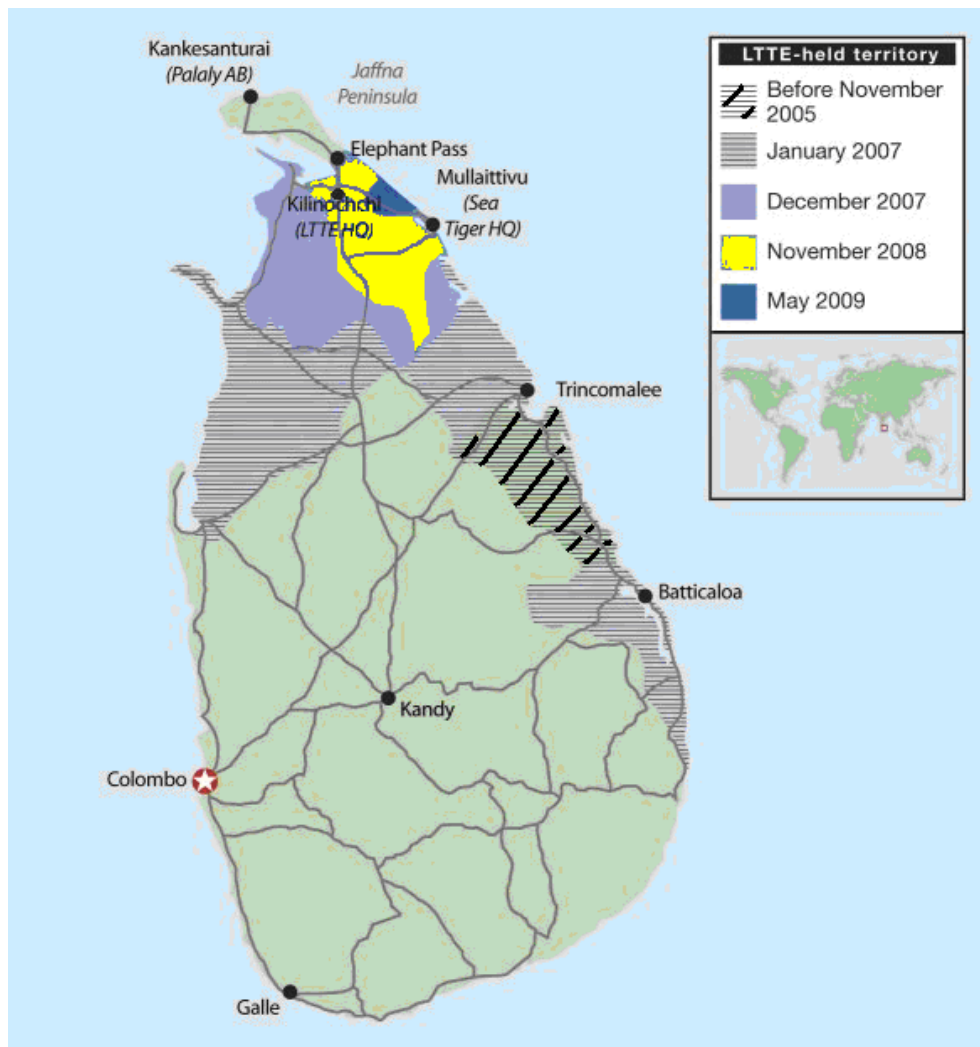 Kankesanturai
(Palaly AB)
Jaffna
Peninsula
Elephant Pass
Mullaittivu
(Sea
Tiger HQ)
Kilinochchi
(LTTE HQ)
Trincomalee
Batticaloa
Kandy
Colombo
Galle
LTTE-held territory
Before November
2005
January 2007
December 2007
November 2008
May 2009